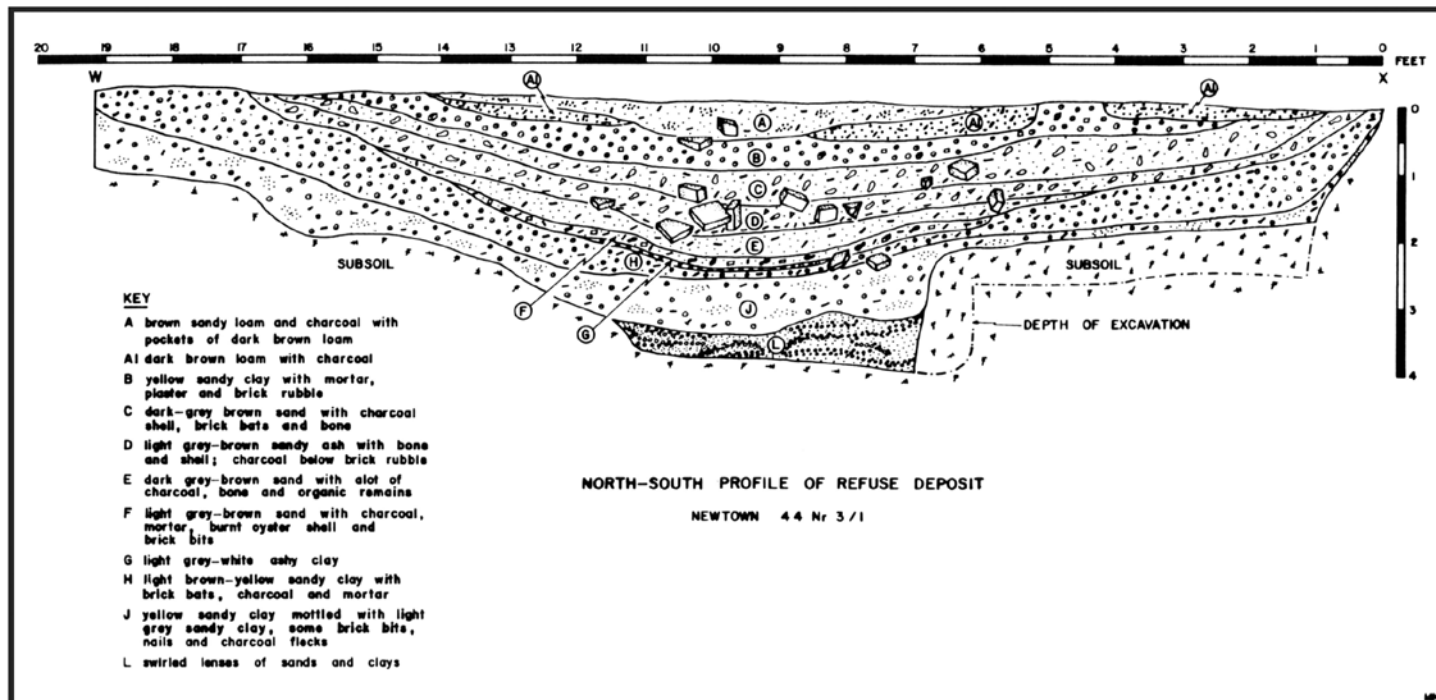 20 19 18 17 16 15 14 13 12 11 10 9 8 7 6 5 4 3 2 1 0
FEET
W
X
AI
AI
A
AI
B
C
D
E
H
F
G
J
L
0
1
2
3
4
SUBSOIL
SUBSOIL
DEPTH OF EXCAVATION
KEY
A brown sandy loam and charcoal with
pockets of dark brown loam
AI dark brown loam with charcoal
B yellow sandy clay with mortar,
plaster and brick rubble
C dark-grey brown sand with charcoal
shell, brick bats and bone
D light grey-brown sandy ash with bone
and shell; charcoal below brick rubble
E dark grey-brown sand with alot of
charcoal, bone and organic remains
F light grey-brown sand with charcoal,
mortar, burnt oyster shell and
brick bits
G light grey-white ashy clay
H light brown-yellow sandy clay with
brick bats, charcoal and mortar
J yellow sandy clay mottled with light
grey sandy clay, some brick bits,
nails and charcoal flecks
L swirled lenses of sands and clays
NORTH-SOUTH PROFILE OF REFUSE DEPOSIT
NEWTOWN 44 Nr 3/1